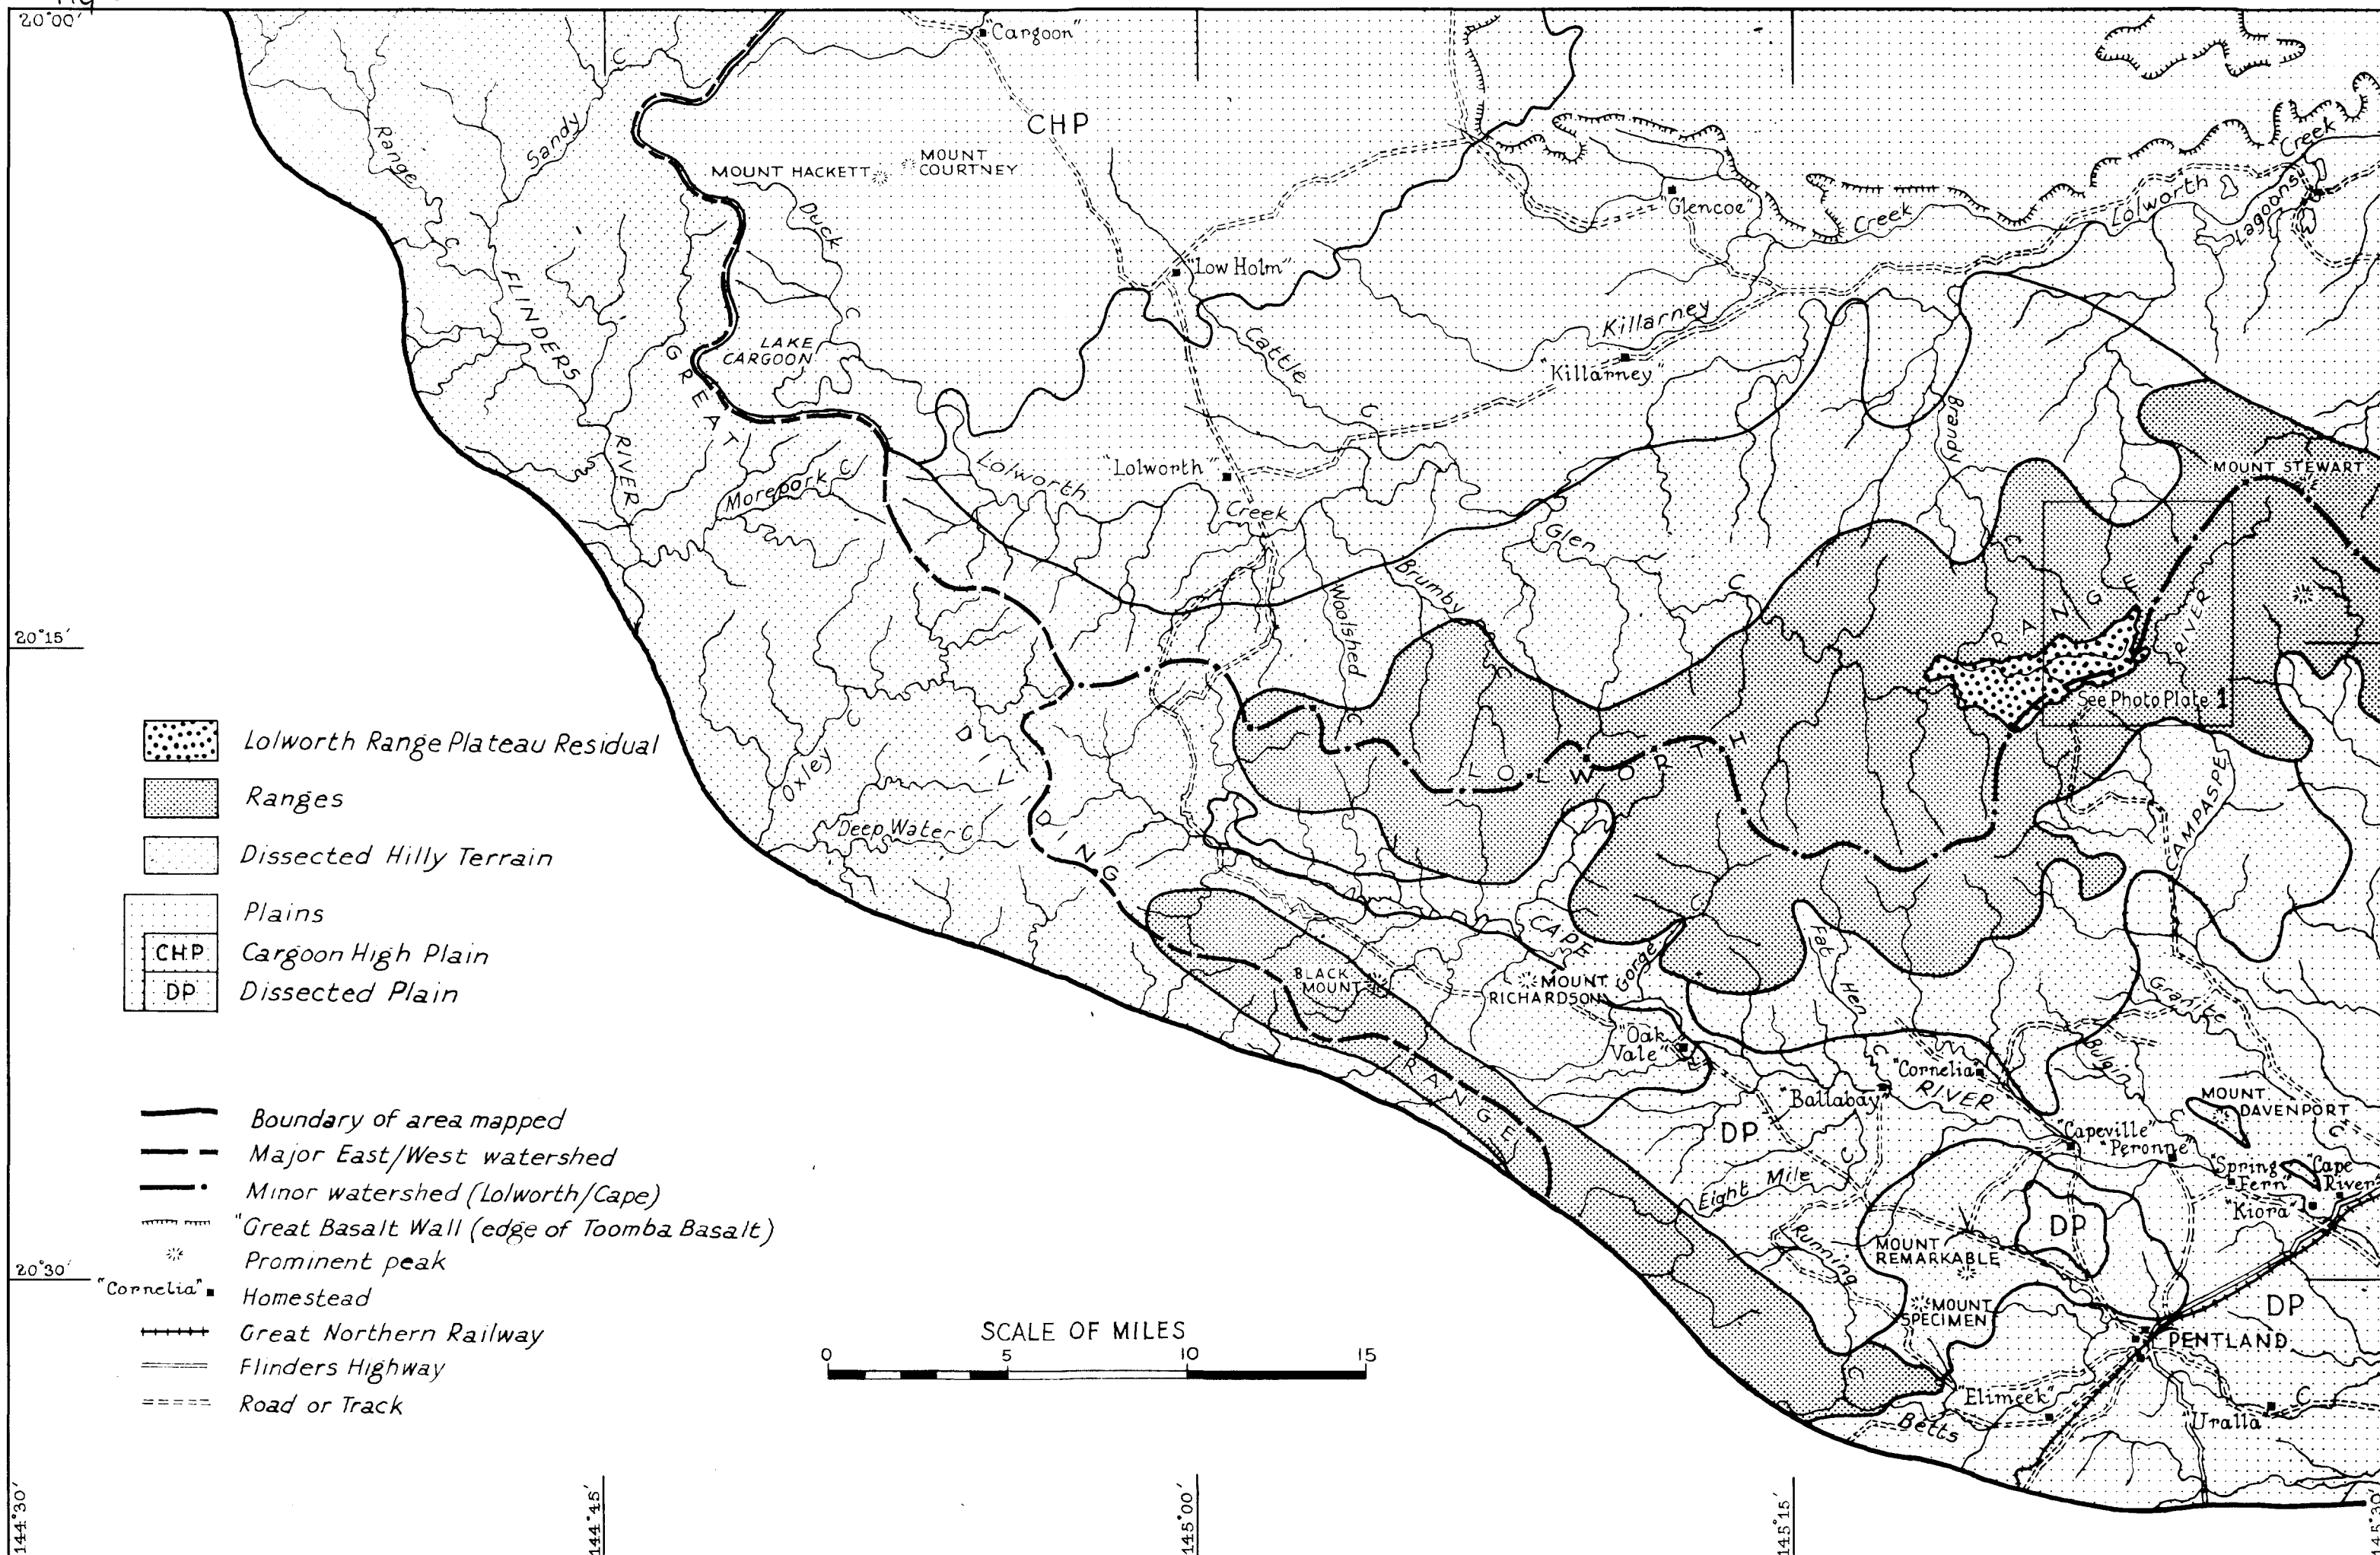 20°00′
"Cargoon"
CHP
Sandy
C
Range
C
MOUNT HACKETT
MOUNT
COURTNEY
Duck
C
"Glencoe"
Creek
Lolworth
Creek
Lagoons
FLINDERS
RIVER
"Low Holm"
Cattle
C
Killarney
"Killarney"
LAKE
CARGOON
GREAT
Morepork C
Lolworth
Creek
"Lolworth"
Brandy
C
MOUNT STEWART
Glen
C
Brumby
C
Woolshed
C
RANGE
RIVER
See Photo Plate 1
20°15′
LOLWORTH
DIVIDING
Oxley
C
Deep Water C
CAMPASPE
CAPE
Gorge
C
Fat
Hen
C
BLACK
MOUNT
MOUNT
RICHARDSON
Granite
C
"Oak
Vale"
R
"Cornelia"
RIVER
"Ballabay"
Bulgin
MOUNT
DAVENPORT
RANGE
DP
"Capeville"
"Peronne"
"Spring
Fern"
"Cape
River"
"Kiora"
Eight Mile
C
DP
Running
C
MOUNT
REMARKABLE
MOUNT
SPECIMEN
DP
PENTLAND
"Elimeek"
Betts
C
"Uralla"
Lolworth Range Plateau Residual
Ranges
Dissected Hilly Terrain
Plains
CHP Cargoon High Plain
DP Dissected Plain
Boundary of area mapped
Major East/West watershed
Minor watershed (Lolworth/Cape)
"Great Basalt Wall (edge of Toomba Basalt)
Prominent peak
20°30′
"Cornelia" Homestead
Great Northern Railway
Flinders Highway
Road or Track
SCALE OF MILES
0 5 10 15
144°30′
144°45′
145°00′
145°15′
145°30′